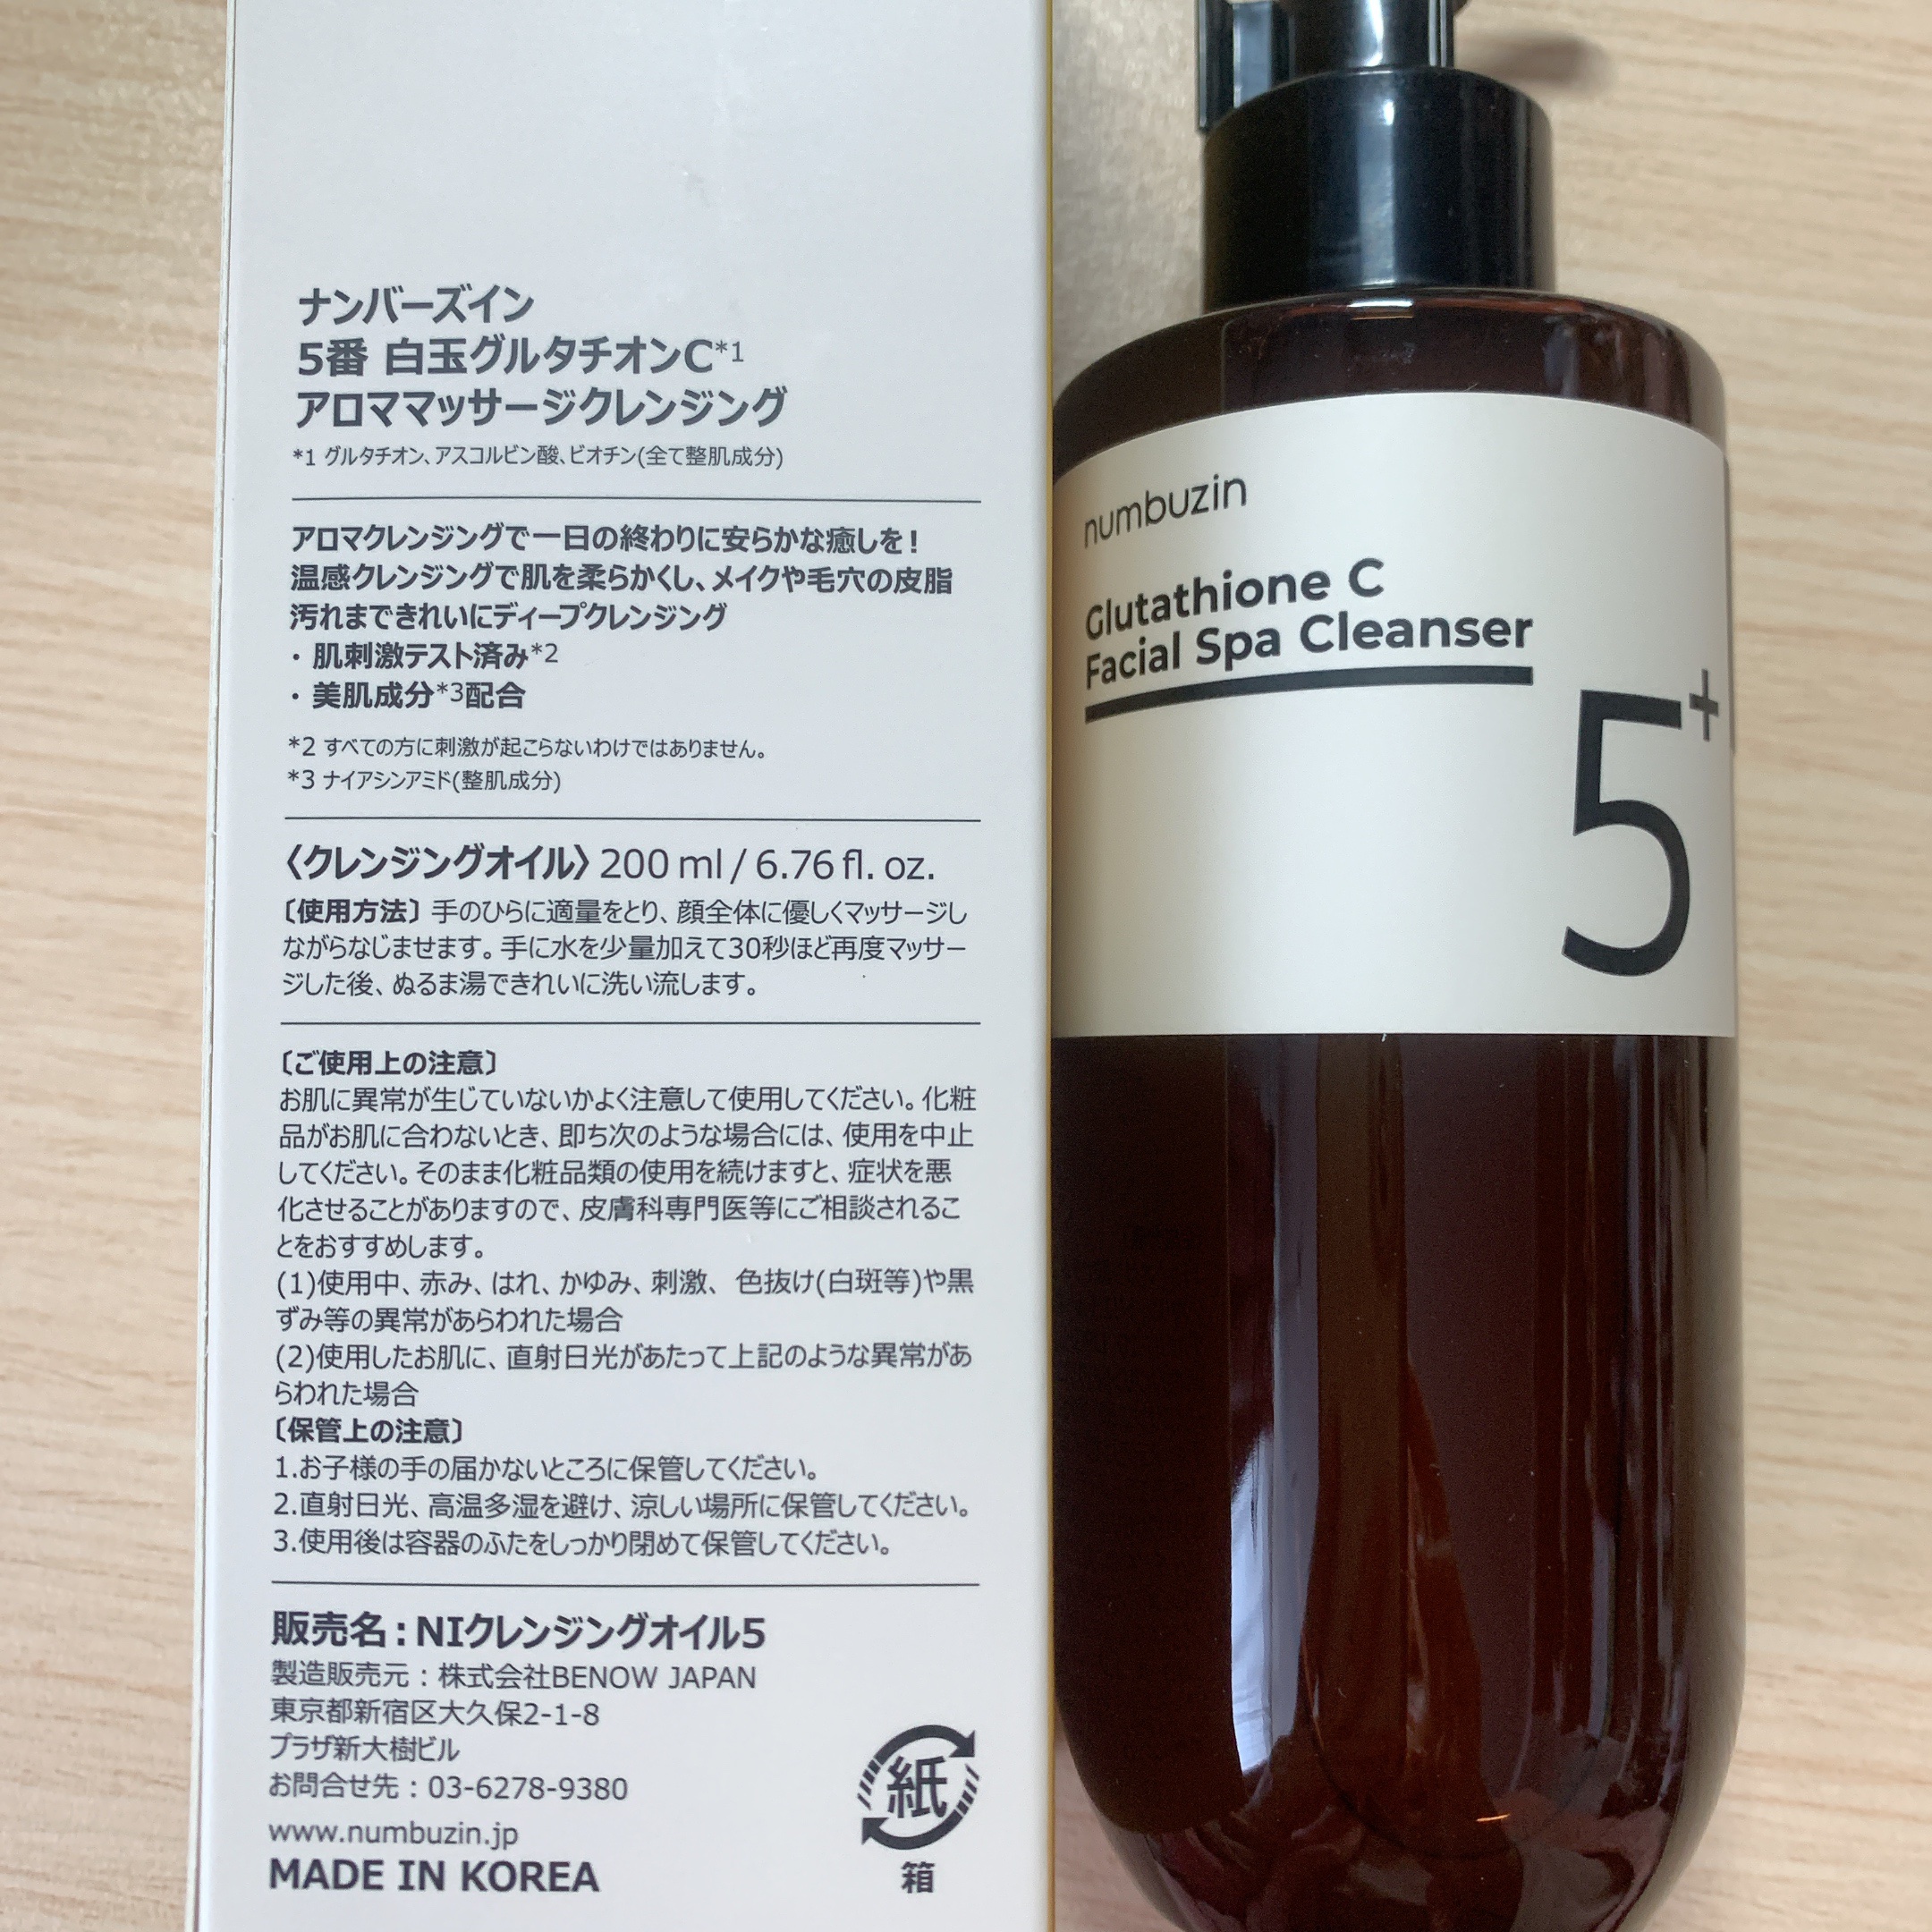 ナンバーズイン
5番 白玉グルタチオンC*1
アロママッサージクレンジング
*1 グルタチオン、アスコルビン酸、ビオチン(全て整肌成分)
アロマクレンジングで一日の終わりに安らかな癒しを！
温感クレンジングで肌を柔らかくし、メイクや毛穴の皮脂
汚れまできれいにディープクレンジング
・肌刺激テスト済み*2
・美肌成分*3配合
*2 すべての方に刺激が起こらないわけではありません。
*3 ナイアシンアミド(整肌成分)
〈クレンジングオイル〉200 ml / 6.76 fl. oz.
〔使用方法〕手のひらに適量をとり、顔全体に優しくマッサージし
ながらなじませます。手に水を少量加えて30秒ほど再度マッサー
ジした後、ぬるま湯できれいに洗い流します。
〔ご使用上の注意〕
お肌に異常が生じていないかよく注意して使用してください。化粧
品がお肌に合わないとき、即ち次のような場合には、使用を中止
してください。そのまま化粧品類の使用を続けますと、症状を悪
化させることがありますので、皮膚科専門医等にご相談されるこ
とをおすすめします。
(1)使用中、赤み、はれ、かゆみ、刺激、色抜け(白斑等)や黒
ずみ等の異常があらわれた場合
(2)使用したお肌に、直射日光があたって上記のような異常があ
らわれた場合
〔保管上の注意〕
1.お子様の手の届かないところに保管してください。
2.直射日光、高温多湿を避け、涼しい場所に保管してください。
3.使用後は容器のふたをしっかり閉めて保管してください。
販売名：NIクレンジングオイル5
製造販売元：株式会社BENOW JAPAN
東京都新宿区大久保2-1-8
プラザ新大樹ビル
お問合せ先：03-6278-9380
www.numbuzin.jp
MADE IN KOREA
紙
箱
numbuzin
Glutathione C
Facial Spa Cleanser
5+